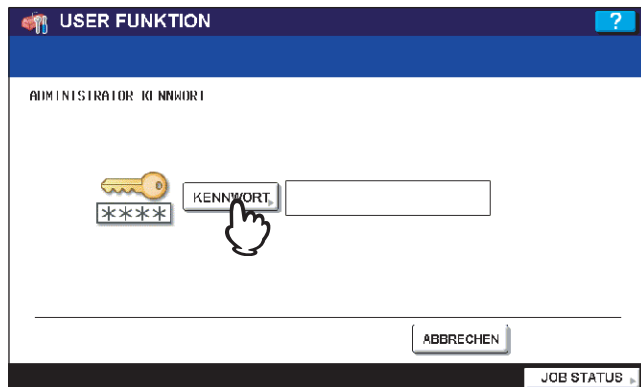 USER FUNKTION
?
ADMINISTRATOR KENNWORT
KENNWORT
****
ABBRECHEN
JOB STATUS